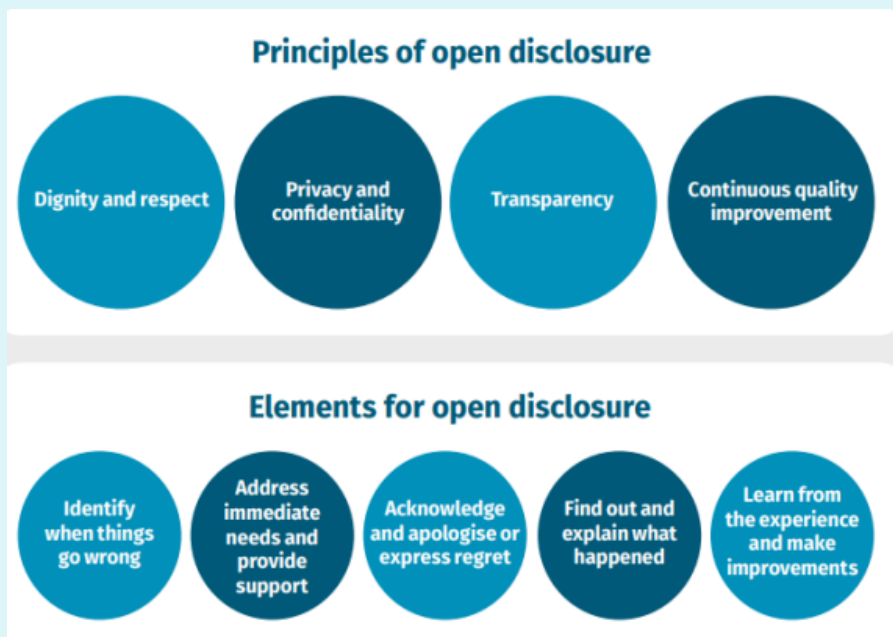 Principles of open disclosure
Dignity and respect
Privacy and
confidentiality
Transparency
Continuous quality
improvement
Elements for open disclosure
Identify
when things
go wrong
Address
immediate
needs and
provide
support
Acknowledge
and apologise or
express regret
Find out and
explain what
happened
Learn from
the experience
and make
improvements